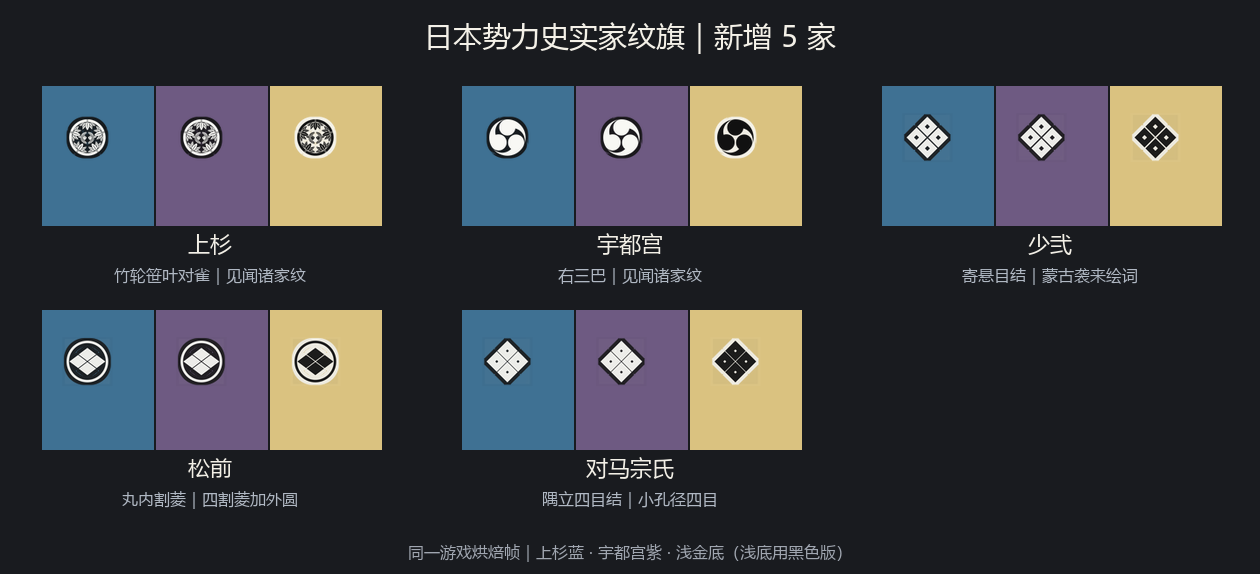 日本势力史实家纹旗｜新增 5 家
上杉
竹轮笹叶对雀｜见闻诸家纹
宇都宫
右三巴｜见闻诸家纹
少弐
寄悬目结｜蒙古袭来绘词
松前
丸内割菱｜四割菱加外圆
对马宗氏
隅立四目结｜小孔径四目
同一游戏烘焙帧｜上杉蓝 · 宇都宫紫 · 浅金底（浅底用黑色版）